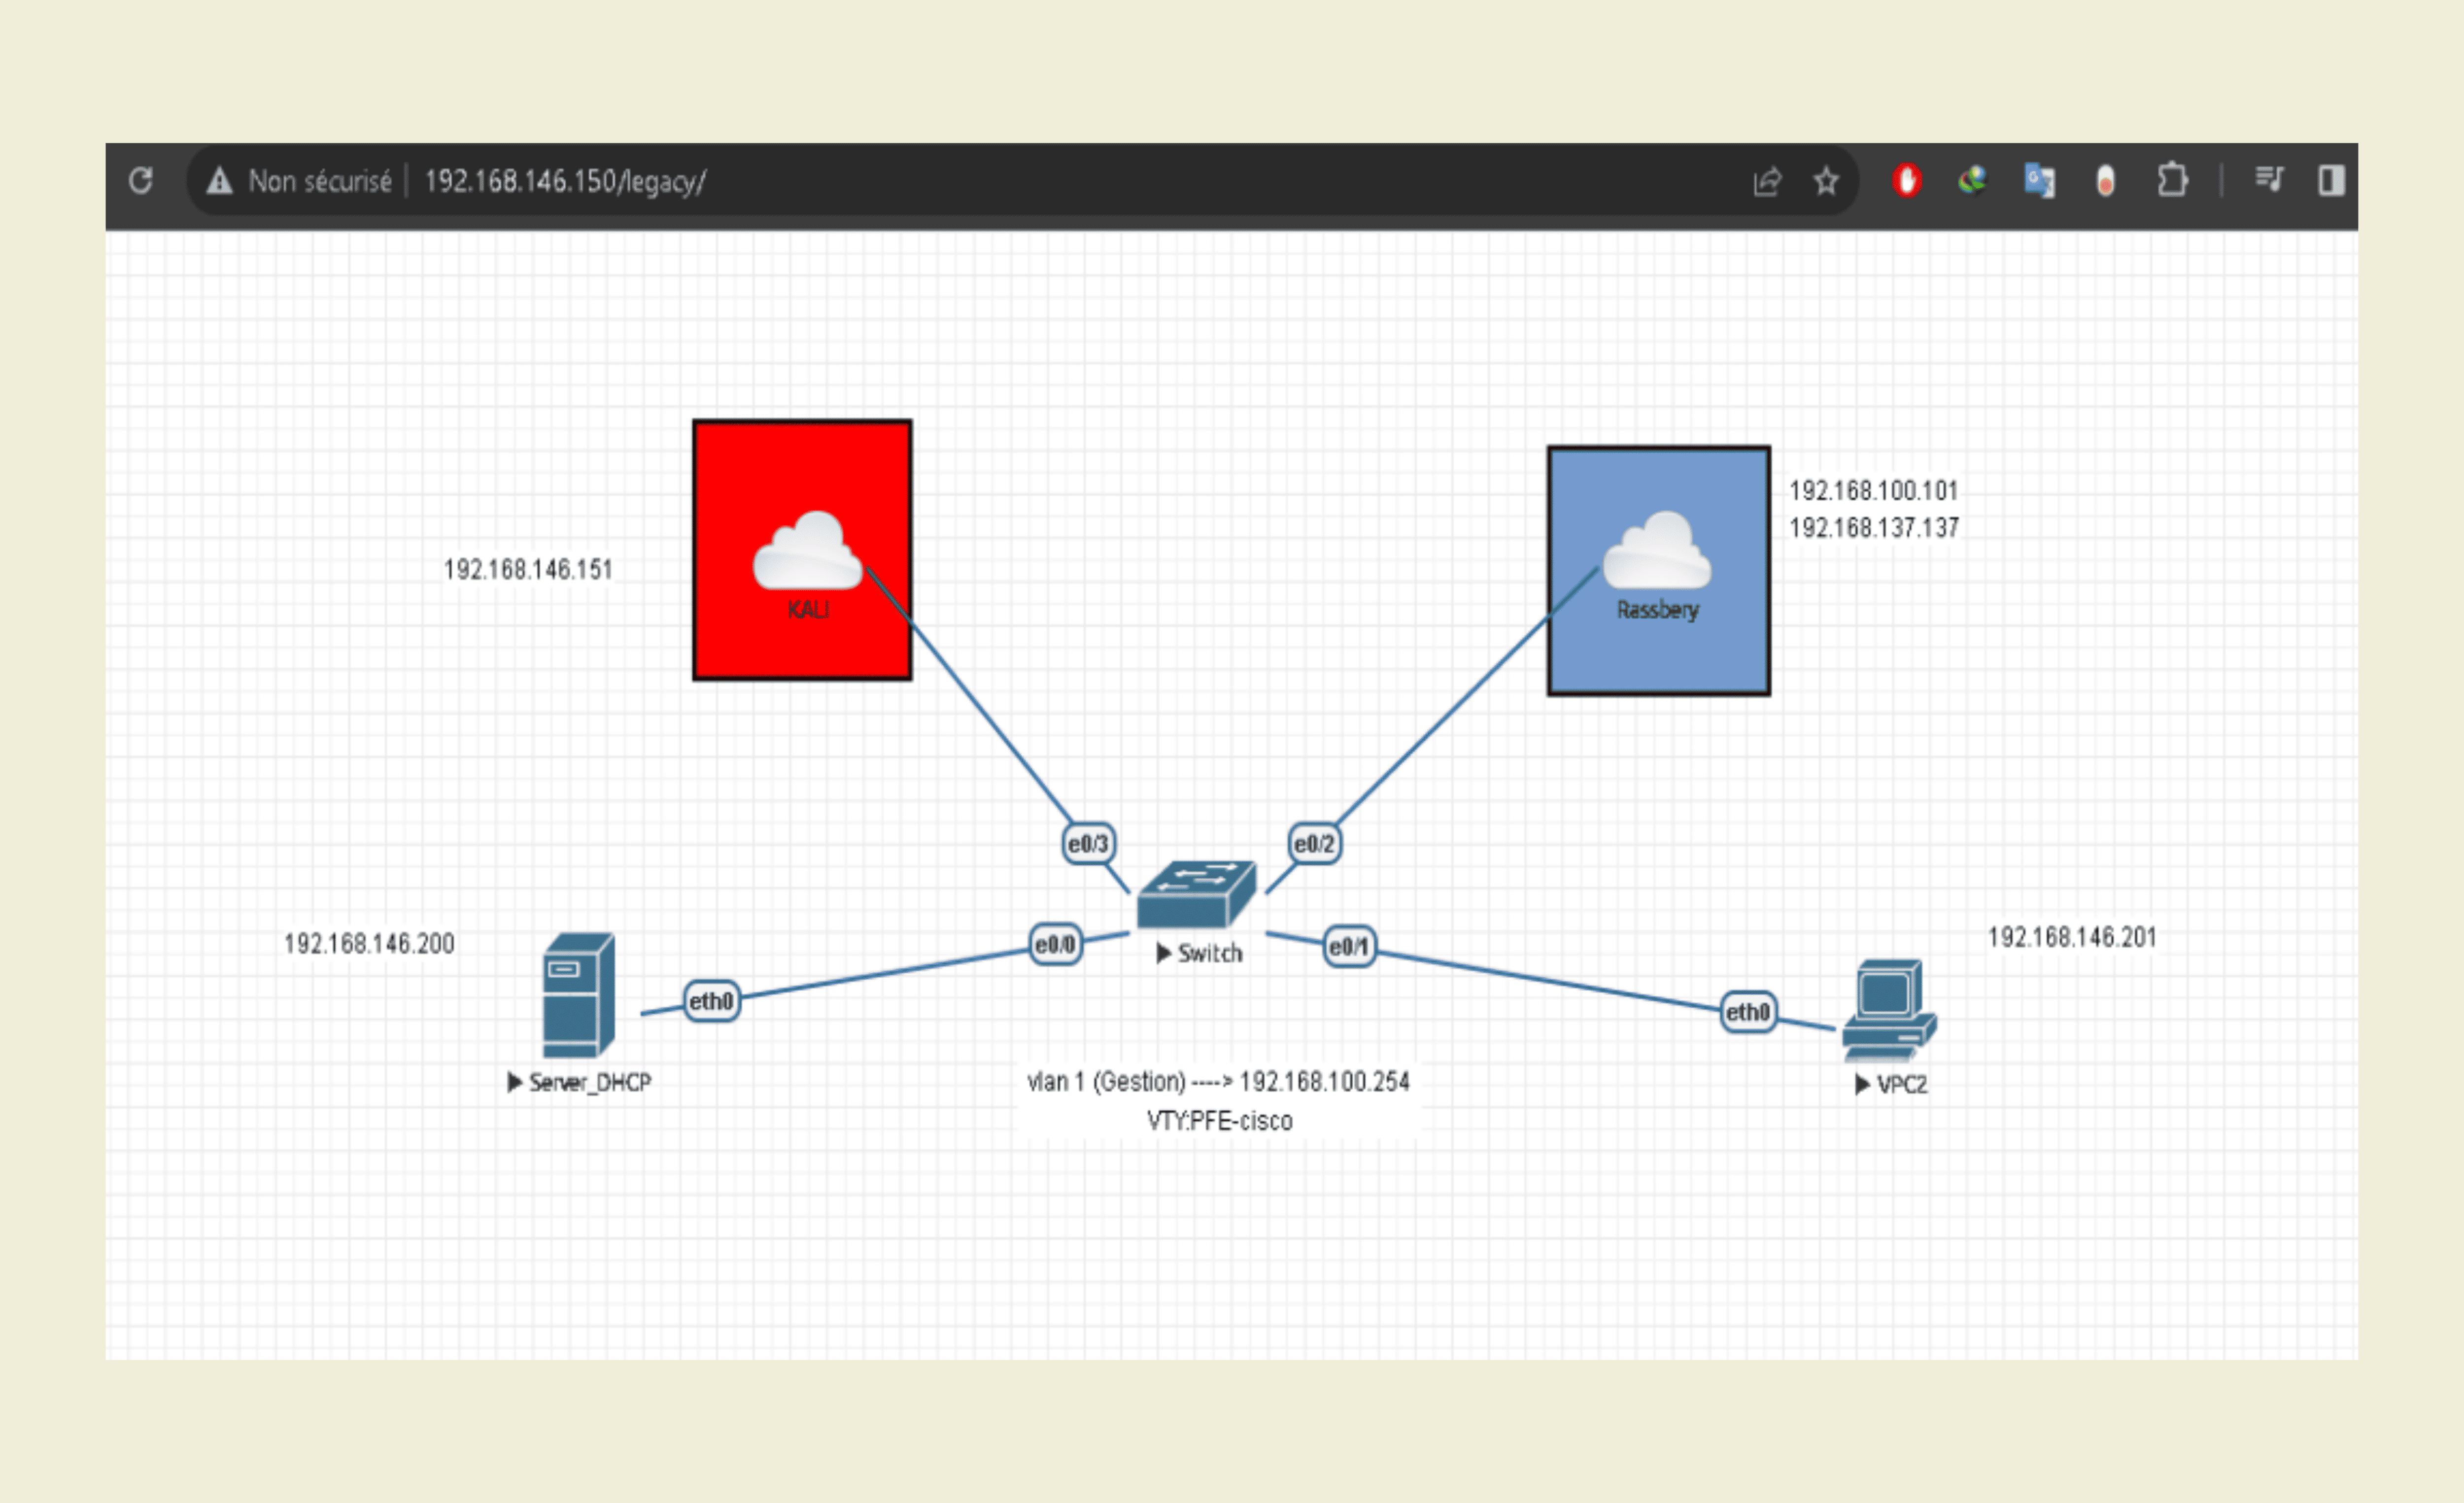 Non sécurisé | 192.168.146.150/legacy/
192.168.100.101
192.168.137.137
192.168.146.151
KALI
Rassbery
e0/3
e0/2
192.168.146.200
e0/0
Switch
e0/1
192.168.146.201
eth0
eth0
Server_DHCP
vlan 1 (Gestion) ----> 192.168.100.254
VTY:PFE-cisco
VPC2